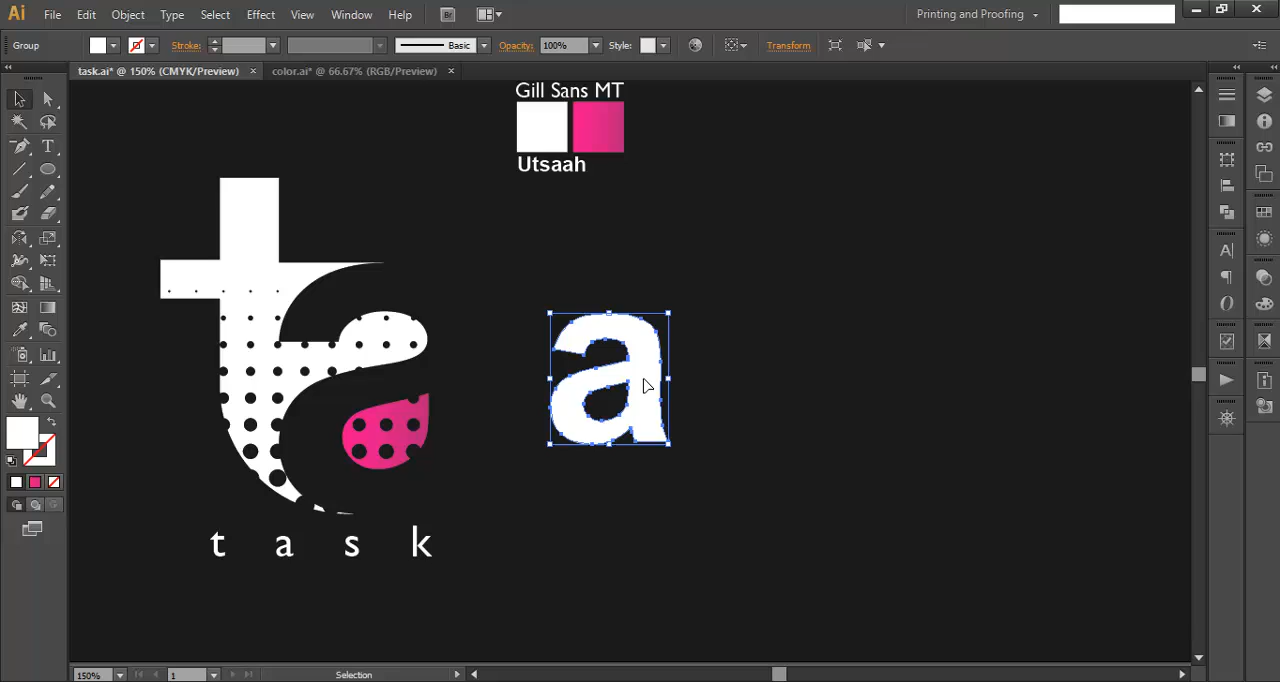 Ai File Edit Object Type Select Effect View Window Help Br Printing and Proofing
Group Stroke: Basic Opacity: 100% Style: Transform
task.ai* @ 150% (CMYK/Preview) × color.ai* @ 66.67% (RGB/Preview) ×
Gill Sans MT
Utsaah
ta
a
t a s k
150% 1 Selection